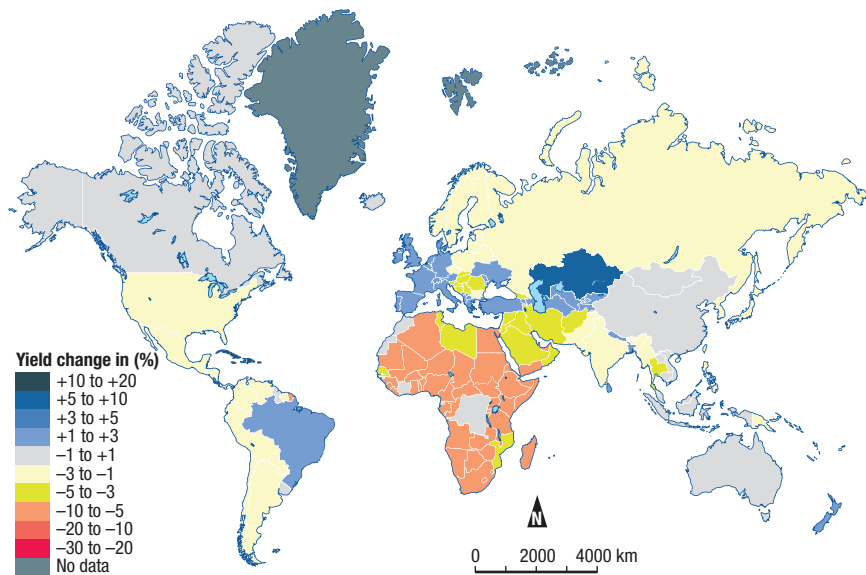 Yield change in (%)
+10 to +20
+5 to +10
+3 to +5
+1 to +3
–1 to +1
–3 to –1
–5 to –3
–10 to –5
–20 to –10
–30 to –20
No data
N
0 2000 4000 km